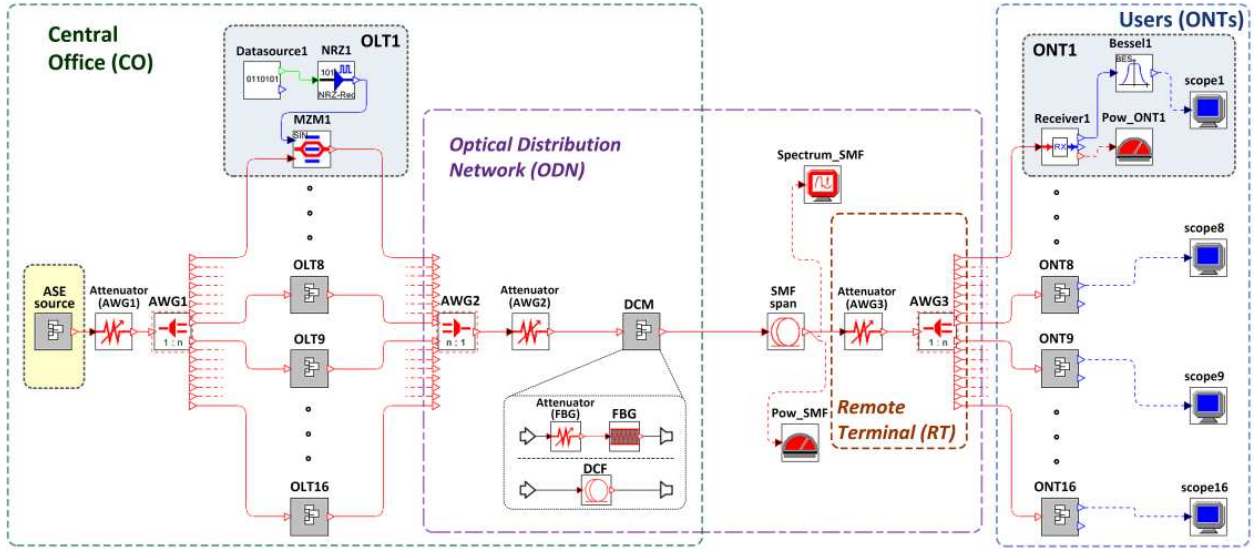 Central
Office (CO)
OLT1
Datasource1
NRZ1
0110101
101
NRZ-Rec
MZM1
SIN
Optical Distribution
Network (ODN)
Spectrum_SMF
Users (ONTs)
ONT1
Bessel1
BES
scope1
Receiver1
RX
Pow_ONT1
ASE
source
Attenuator
(AWG1)
AWG1
1 : n
OLT8
OLT9
OLT16
AWG2
n : 1
Attenuator
(AWG2)
DCM
SMF
span
Attenuator
(AWG3)
AWG3
1 : n
Pow_SMF
Remote
Terminal (RT)
Attenuator
(FBG)
FBG
DCF
ONT8
scope8
ONT9
scope9
ONT16
scope16